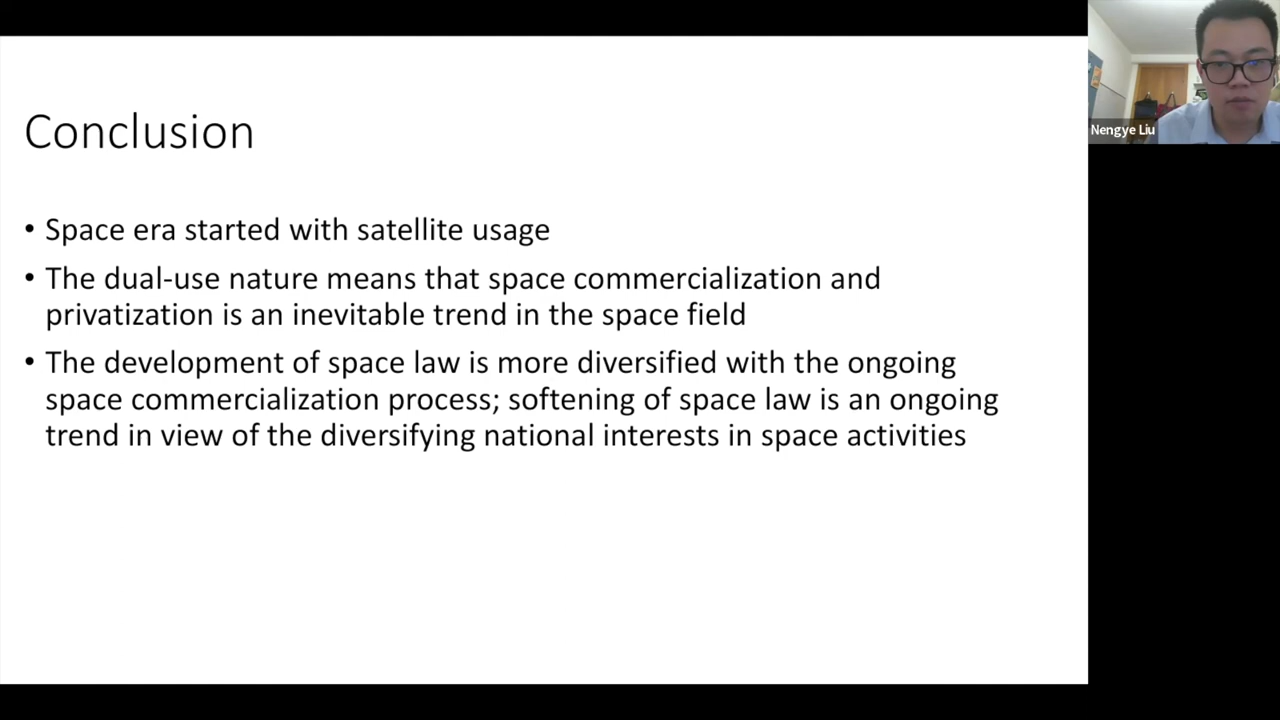 Conclusion
• Space era started with satellite usage
• The dual-use nature means that space commercialization and
privatization is an inevitable trend in the space field
• The development of space law is more diversified with the ongoing
space commercialization process; softening of space law is an ongoing
trend in view of the diversifying national interests in space activities
Nengye Liu